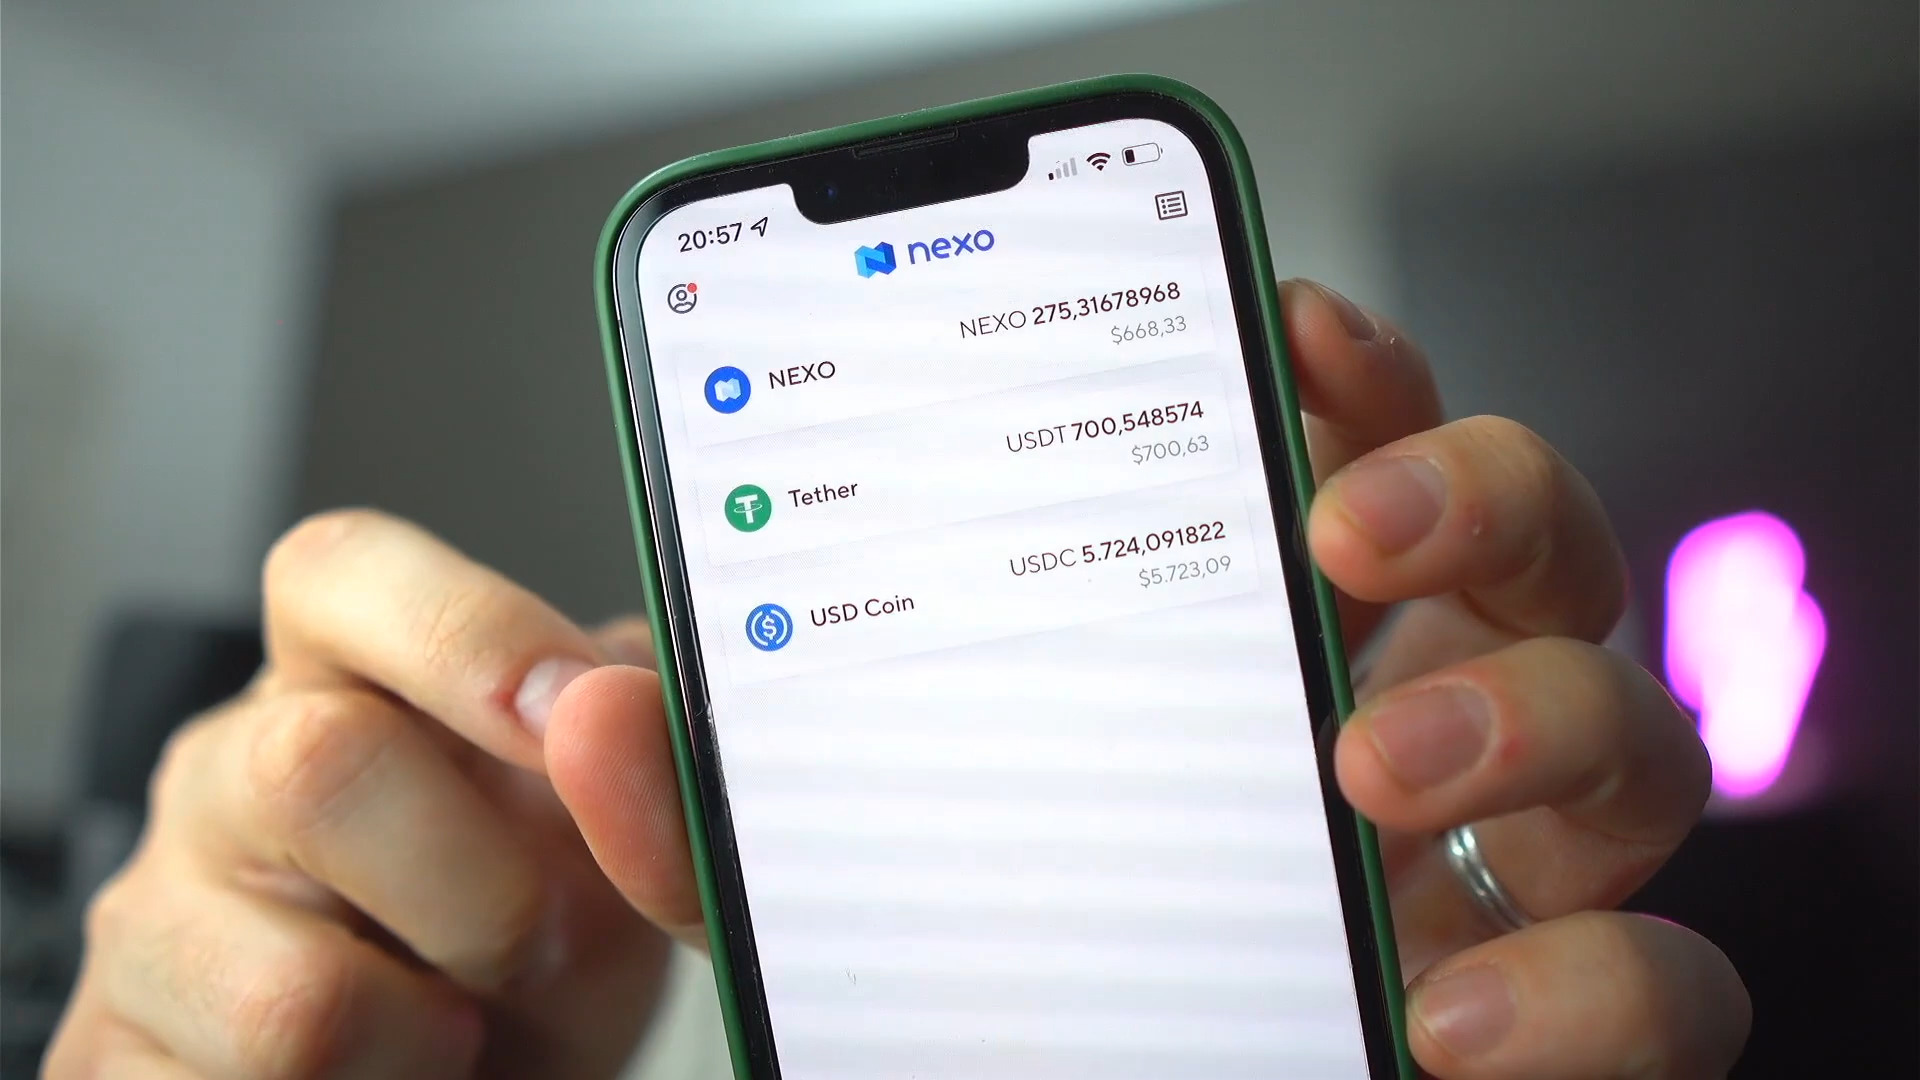 20:57
nexo
NEXO 275,31678968
$668,33
NEXO
USDT 700,548574
$700,63
Tether
USDC 5.724,091822
$5.723,09
USD Coin